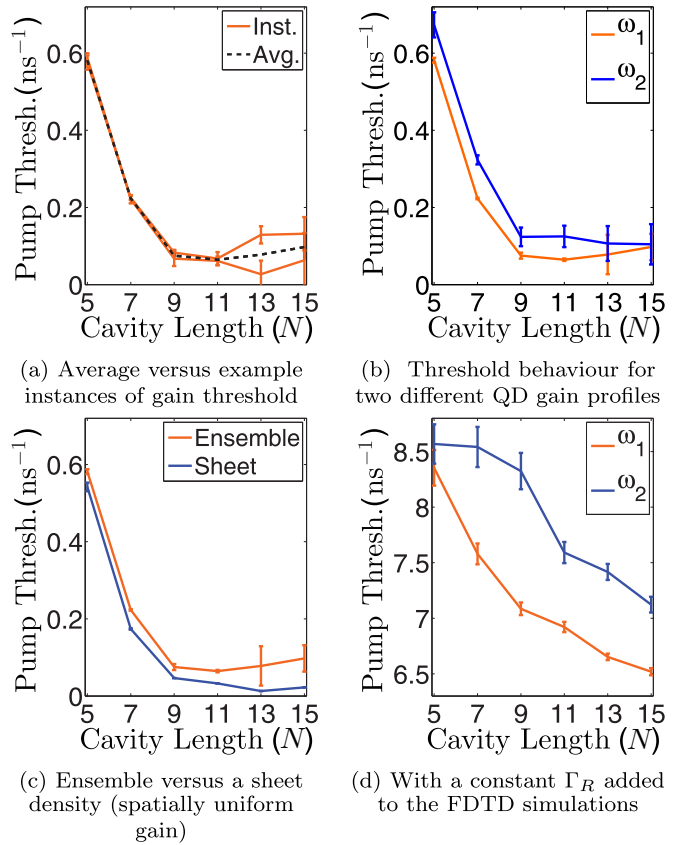 0.6
0.4
0.2
0
Pump Thresh.(ns⁻¹)
Inst.
Avg.
5 7 9 11 13 15
Cavity Length (N)
(a) Average versus example
instances of gain threshold
0.6
0.4
0.2
0
Pump Thresh.(ns⁻¹)
ω₁
ω₂
5 7 9 11 13 15
Cavity Length (N)
(b) Threshold behaviour for
two different QD gain profiles
0.6
0.4
0.2
0
Pump Thresh.(ns⁻¹)
Ensemble
Sheet
5 7 9 11 13 15
Cavity Length (N)
(c) Ensemble versus a sheet
density (spatially uniform
gain)
8.5
8
7.5
7
6.5
Pump Thresh.(ns⁻¹)
ω₁
ω₂
5 7 9 11 13 15
Cavity Length (N)
(d) With a constant Γ_R added
to the FDTD simulations